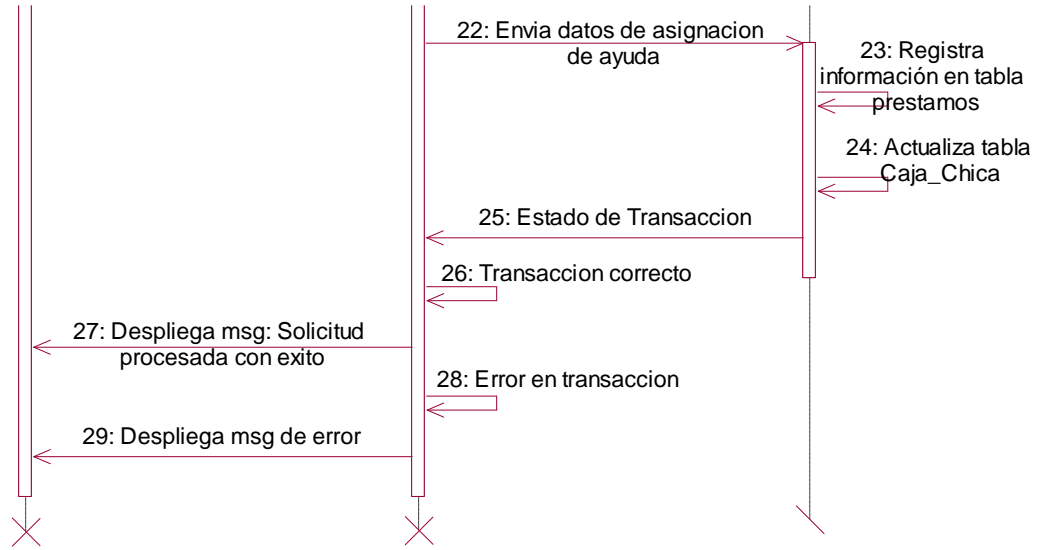 22: Envia datos de asignacion
de ayuda
23: Registra
información en tabla
prestamos
24: Actualiza tabla
Caja_Chica
25: Estado de Transaccion
26: Transaccion correcto
27: Despliega msg: Solicitud
procesada con exito
28: Error en transaccion
29: Despliega msg de error